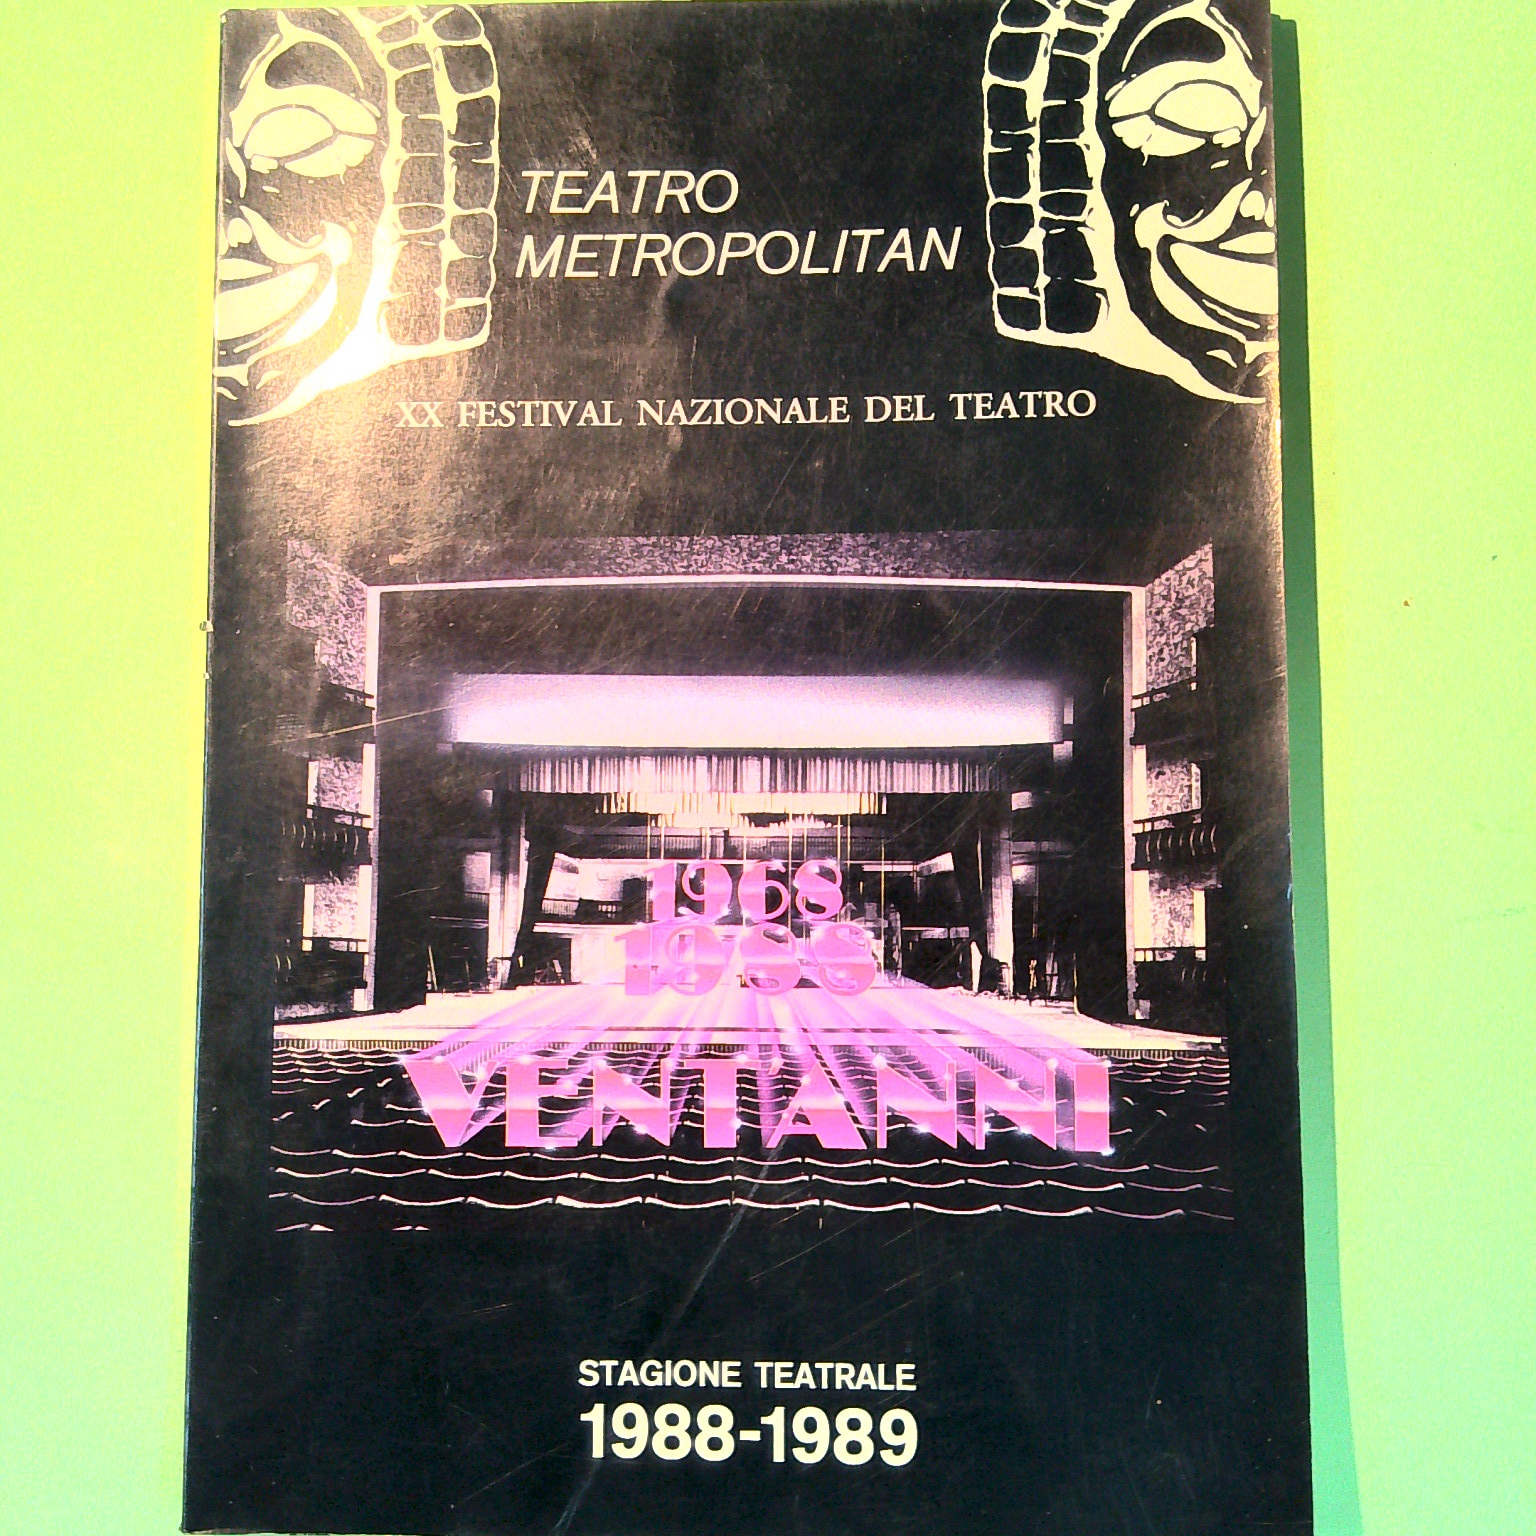 TEATRO
METROPOLITAN
XX FESTIVAL NAZIONALE DEL TEATRO
1968
1988
VENT'ANNI
STAGIONE TEATRALE
1988-1989